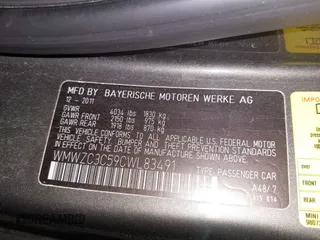 MFD BY BAYERISCHE MOTOREN WERKE AG
12 - 2011
GVWR 4034 lbs 1830 kg
GAWR FRONT 2150 lbs 975 kg
GAWR REAR 1919 lbs 870 kg
THIS VEHICLE CONFORMS TO ALL APPLICABLE U.S. FEDERAL MOTOR
VEHICLE SAFETY, BUMPER AND THEFT
PREVENTION STANDARDS IN EFFECT ON THE DATE OF
MANUFACTURE SHOWN ABOVE.
WMWZC3C59CWL83491
TYPE: PASSENGER CAR
A48/7